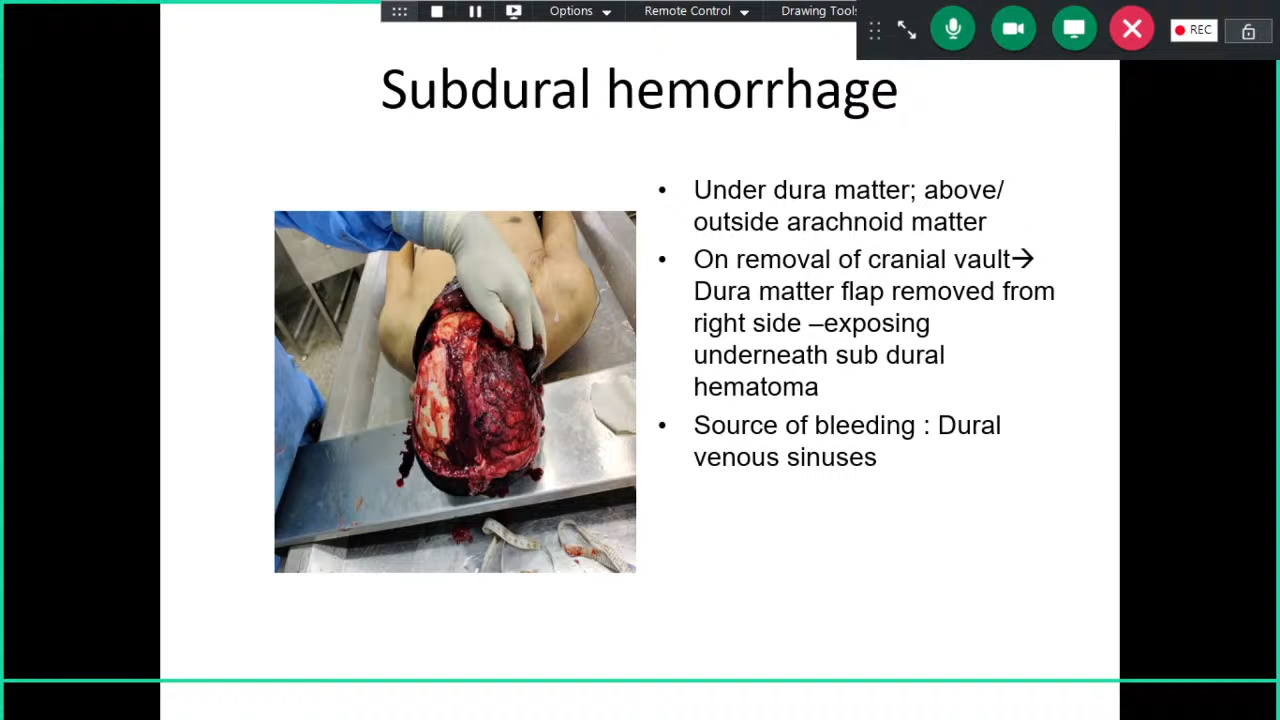 Options
Remote Control
Drawing Tools
REC
Subdural hemorrhage
• Under dura matter; above/
outside arachnoid matter
• On removal of cranial vault→
Dura matter flap removed from
right side –exposing
underneath sub dural
hematoma
• Source of bleeding : Dural
venous sinuses